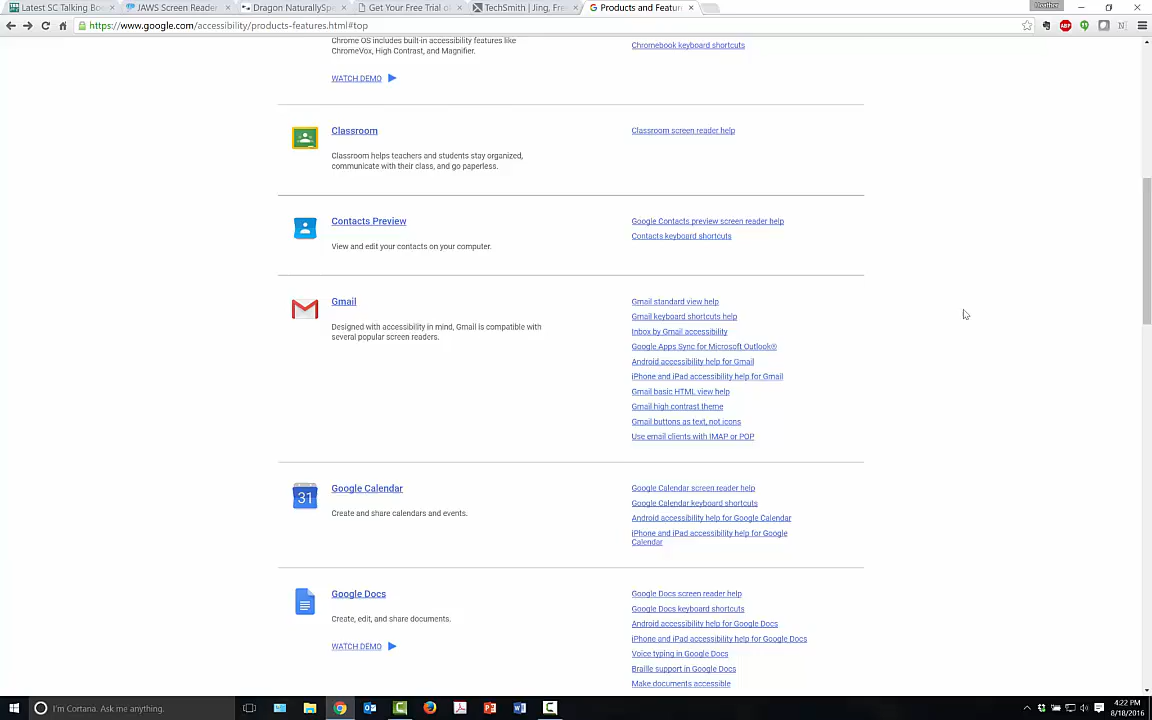 Latest SC Talking Boo
JAWS Screen Reader
Dragon NaturallySpe
Get Your Free Trial o
TechSmith | Jing, Fre
Products and Featur
Heather
https://www.google.com/accessibility/products-features.html#top
Chrome OS includes built-in accessibility features like
ChromeVox, High Contrast, and Magnifier.
Chromebook keyboard shortcuts
WATCH DEMO
Classroom
Classroom helps teachers and students stay organized,
communicate with their class, and go paperless.
Classroom screen reader help
Contacts Preview
View and edit your contacts on your computer.
Google Contacts preview screen reader help
Contacts keyboard shortcuts
Gmail
Designed with accessibility in mind, Gmail is compatible with
several popular screen readers.
Gmail standard view help
Gmail keyboard shortcuts help
Inbox by Gmail accessibility
Google Apps Sync for Microsoft Outlook®
Android accessibility help for Gmail
iPhone and iPad accessibility help for Gmail
Gmail basic HTML view help
Gmail high contrast theme
Gmail buttons as text, not icons
Use email clients with IMAP or POP
31
Google Calendar
Create and share calendars and events.
Google Calendar screen reader help
Google Calendar keyboard shortcuts
Android accessibility help for Google Calendar
iPhone and iPad accessibility help for Google
Calendar
Google Docs
Create, edit, and share documents.
WATCH DEMO
Google Docs screen reader help
Google Docs keyboard shortcuts
Android accessibility help for Google Docs
iPhone and iPad accessibility help for Google Docs
Voice typing in Google Docs
Braille support in Google Docs
Make documents accessible
I'm Cortana. Ask me anything.
4:22 PM
8/18/2016